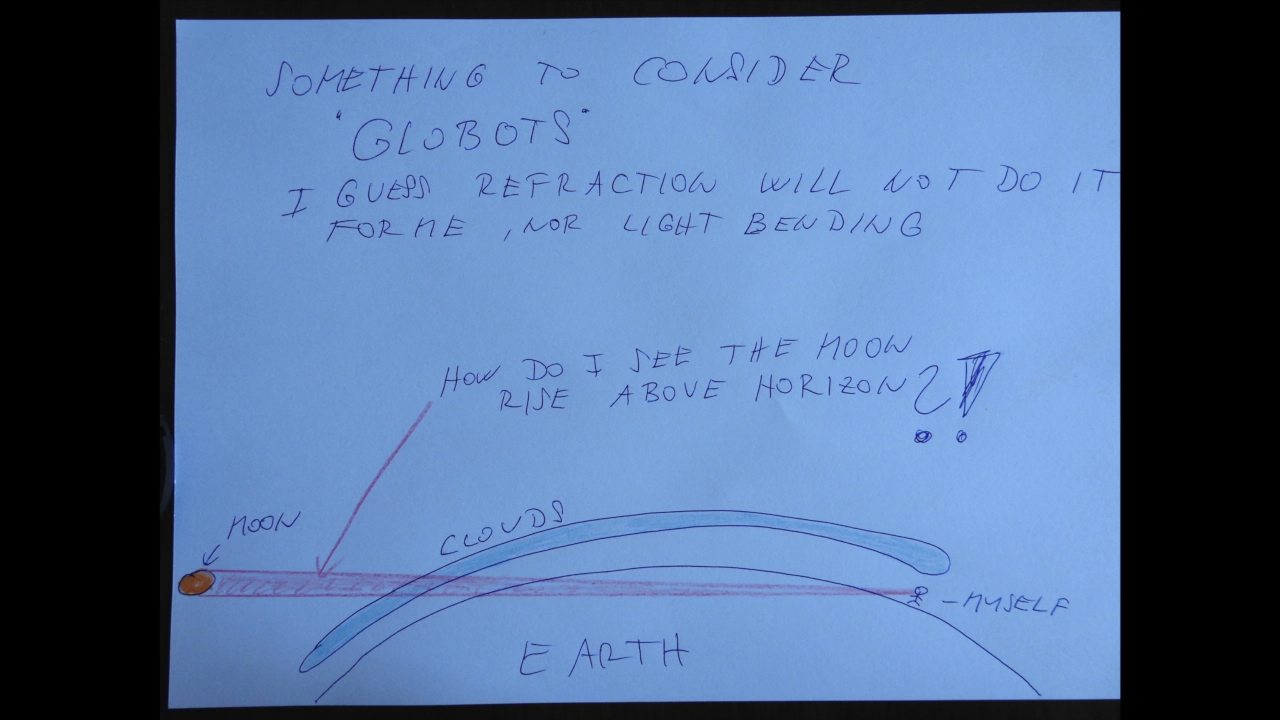 SOMETHING TO CONSIDER
"GLOBOTS"
I GUESS REFRACTION WILL NOT DO IT
FOR ME , NOR LIGHT BENDING
HOW DO I SEE THE MOON
RISE ABOVE HORIZON ?!
MOON
CLOUDS
- MYSELF
EARTH